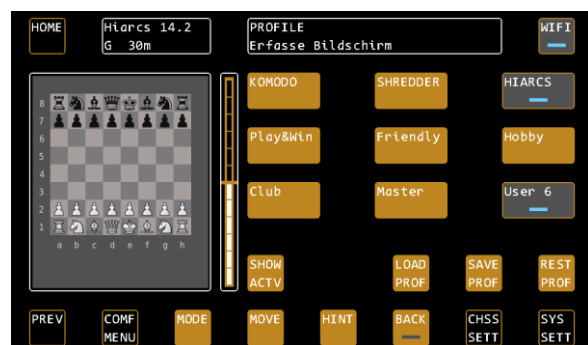 HOME
Hiarcs 14.2
G 30m
PROFILE
Erfasse Bildschirm
WIFI
KOMODO
SHREDDER
HIARCS
Play&Win
Friendly
Hobby
Club
Master
User 6
8
7
6
5
4
3
2
1
a b c d e f g h
SHOW
ACTV
LOAD
PROF
SAVE
PROF
REST
PROF
PREV
COMF
MENU
MODE
MOVE
HINT
BACK
CHSS
SETT
SYS
SETT